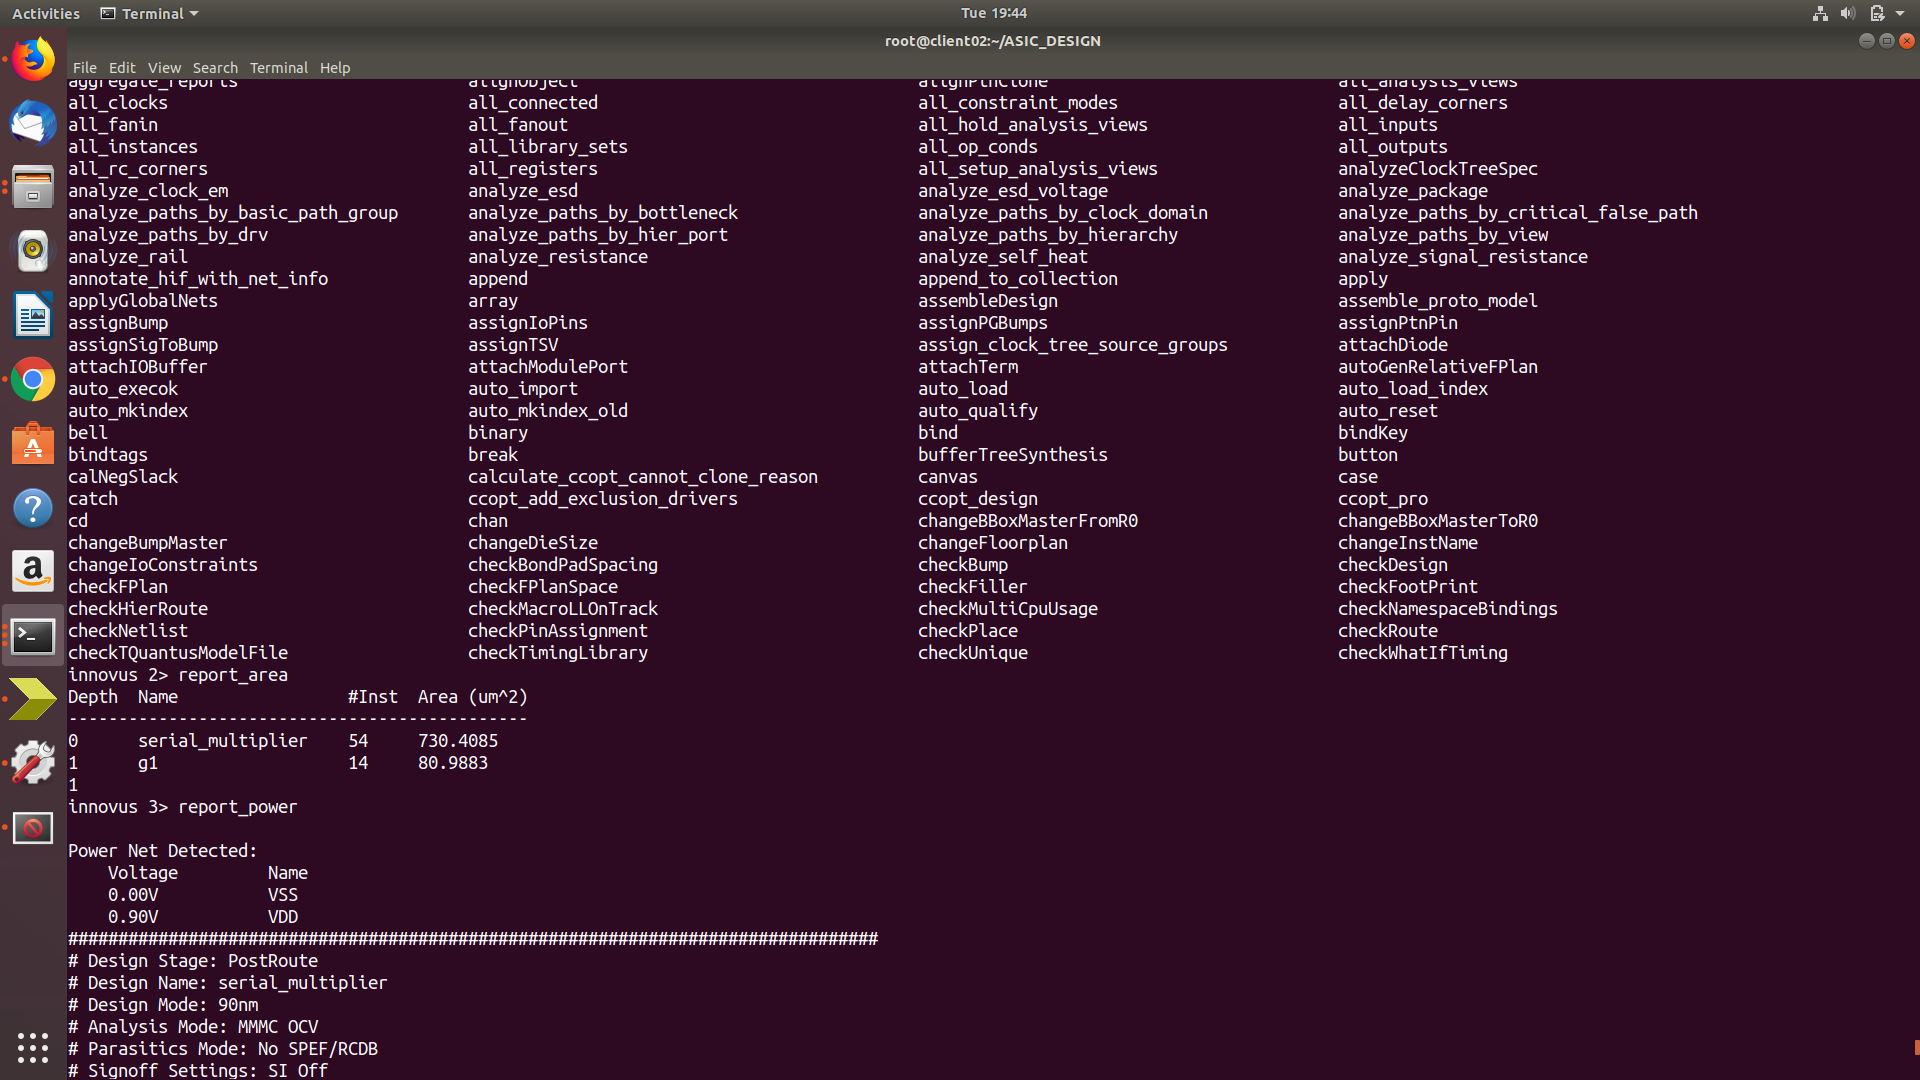 Activities Terminal Tue 19:44
root@client02:~/ASIC_DESIGN
File Edit View Search Terminal Help
aggregate_reports alignObject alignPinClone all_analysis_views
all_clocks all_connected all_constraint_modes all_delay_corners
all_fanin all_fanout all_hold_analysis_views all_inputs
all_instances all_library_sets all_op_conds all_outputs
all_rc_corners all_registers all_setup_analysis_views analyzeClockTreeSpec
analyze_clock_em analyze_esd analyze_esd_voltage analyze_package
analyze_paths_by_basic_path_group analyze_paths_by_bottleneck analyze_paths_by_clock_domain analyze_paths_by_critical_false_path
analyze_paths_by_drv analyze_paths_by_hier_port analyze_paths_by_hierarchy analyze_paths_by_view
analyze_rail analyze_resistance analyze_self_heat analyze_signal_resistance
annotate_hif_with_net_info append append_to_collection apply
applyGlobalNets array assembleDesign assemble_proto_model
assignBump assignIoPins assignPGBumps assignPtnPin
assignSigToBump assignTSV assign_clock_tree_source_groups attachDiode
attachIOBuffer attachModulePort attachTerm autoGenRelativeFPlan
auto_execok auto_import auto_load auto_load_index
auto_mkindex auto_mkindex_old auto_qualify auto_reset
bell binary bind bindKey
bindtags break bufferTreeSynthesis button
calNegSlack calculate_ccopt_cannot_clone_reason canvas case
catch ccopt_add_exclusion_drivers ccopt_design ccopt_pro
cd chan changeBBoxMasterFromR0 changeBBoxMasterToR0
changeBumpMaster changeDieSize changeFloorplan changeInstName
changeIoConstraints checkBondPadSpacing checkBump checkDesign
checkFPlan checkFPlanSpace checkFiller checkFootPrint
checkHierRoute checkMacroLLOnTrack checkMultiCpuUsage checkNamespaceBindings
checkNetlist checkPinAssignment checkPlace checkRoute
checkTQuantusModelFile checkTimingLibrary checkUnique checkWhatIfTiming
innovus 2> report_area
Depth Name #Inst Area (um^2)
----------------------------------------------
0 serial_multiplier 54 730.4085
1 g1 14 80.9883
1
innovus 3> report_power
Power Net Detected:
Voltage Name
0.00V VSS
0.90V VDD
#################################################################################
# Design Stage: PostRoute
# Design Name: serial_multiplier
# Design Mode: 90nm
# Analysis Mode: MMMC OCV
# Parasitics Mode: No SPEF/RCDB
# Signoff Settings: SI Off